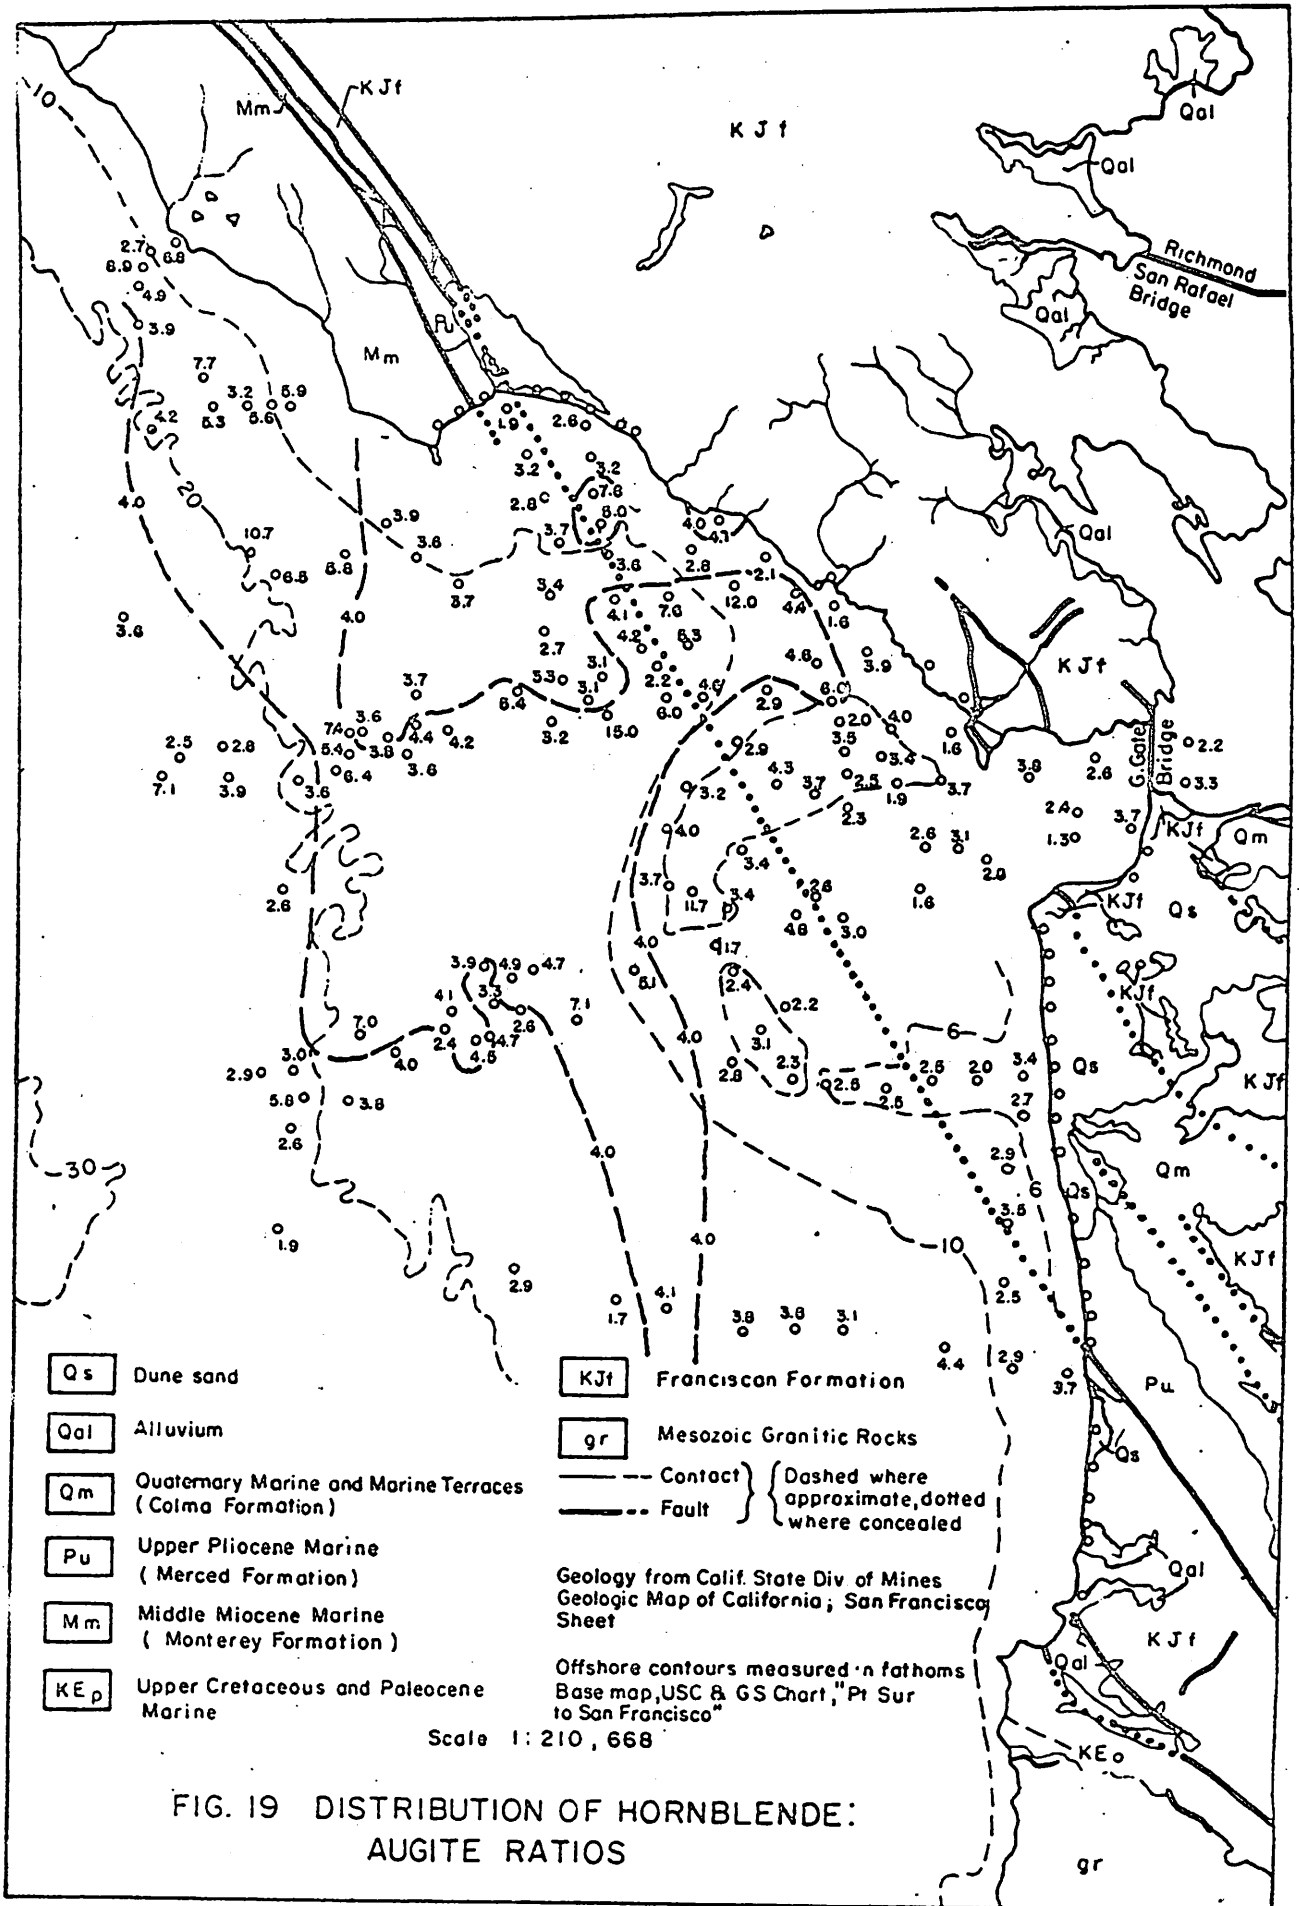 10
Mm
KJf
KJf
Qal
Qal
Richmond
San Rafael
Bridge
Qal
2.7
6.8
6.9
4.9
3.9
Mm
7.7
3.2
5.9
5.3
5.6
4.2
1.9
2.6
3.2
3.2
4.0
20
2.8
7.8
6.0
3.9
3.7
4.0
4.1
Qal
10.7
3.6
3.6
2.8
2.1
6.8
3.7
3.4
7.6
12.0
4.4
3.6
4.0
4.1
1.6
4.2
5.3
2.7
4.6
3.9
KJf
3.1
3.7
3.1
2.2
4.6
6.0
6.4
6.0
2.9
7.4
3.6
4.4
4.2
3.2
15.0
2.0
4.0
2.5
2.8
5.4
3.8
2.9
3.5
1.6
G.Gate
Bridge
2.2
3.6
3.4
2.6
7.1
3.9
3.6
6.4
3.2
4.3
3.7
2.5
1.9
3.7
3.8
3.3
2.3
2.4
3.7
KJf
Qm
4.0
2.6
3.1
1.3
3.4
2.0
2.6
3.7
11.7
3.4
2.6
1.6
KJf
Qs
4.8
3.0
4.0
1.7
3.9
4.9
4.7
5.1
2.4
KJf
4.1
3.3
2.6
7.1
2.2
7.0
2.4
4.7
4.0
3.1
6
3.0
4.0
4.5
2.9
2.8
2.3
2.5
2.0
3.4
Qs
KJf
5.8
3.8
2.5
2.7
2.6
4.0
2.9
30
6
Qs
Qm
3.5
1.9
4.0
10
KJf
2.9
2.5
1.7
4.1
3.8
3.8
3.1
4.4
2.9
3.7
Pu
Qs
Qal
KJf
Qal
KEp
gr
Qs Dune sand
Qal Alluvium
Qm Quaternary Marine and Marine Terraces
(Colma Formation)
Pu Upper Pliocene Marine
(Merced Formation)
Mm Middle Miocene Marine
(Monterey Formation)
KEp Upper Cretaceous and Paleocene
Marine
KJf Franciscan Formation
gr Mesozoic Granitic Rocks
Contact
Fault
Dashed where
approximate, dotted
where concealed
Geology from Calif. State Div. of Mines
Geologic Map of California; San Francisco
Sheet
Offshore contours measured in fathoms
Base map, USC & GS Chart, "Pt Sur
to San Francisco"
Scale 1:210,668
FIG. 19 DISTRIBUTION OF HORNBLENDE:
AUGITE RATIOS